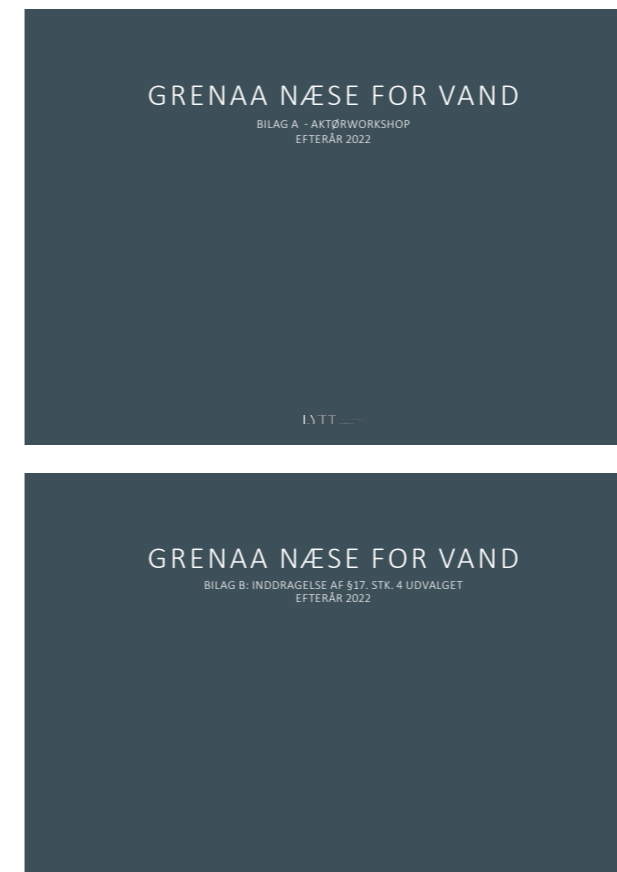 GRENAA NÆSE FOR VAND
BILAG A - AKTØRWORKSHOP
EFTERÅR 2022
LYTT
GRENAA NÆSE FOR VAND
BILAG B: INDDRAGELSE AF §17. STK. 4 UDVALGET
EFTERÅR 2022